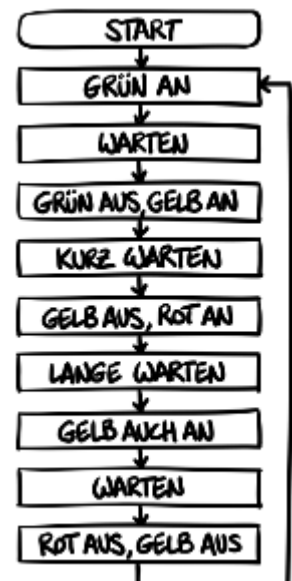 START
GRÜN AN
WARTEN
GRÜN AUS, GELB AN
KURZ WARTEN
GELB AUS, ROT AN
LANGE WARTEN
GELB AUCH AN
WARTEN
ROT AUS, GELB AUS